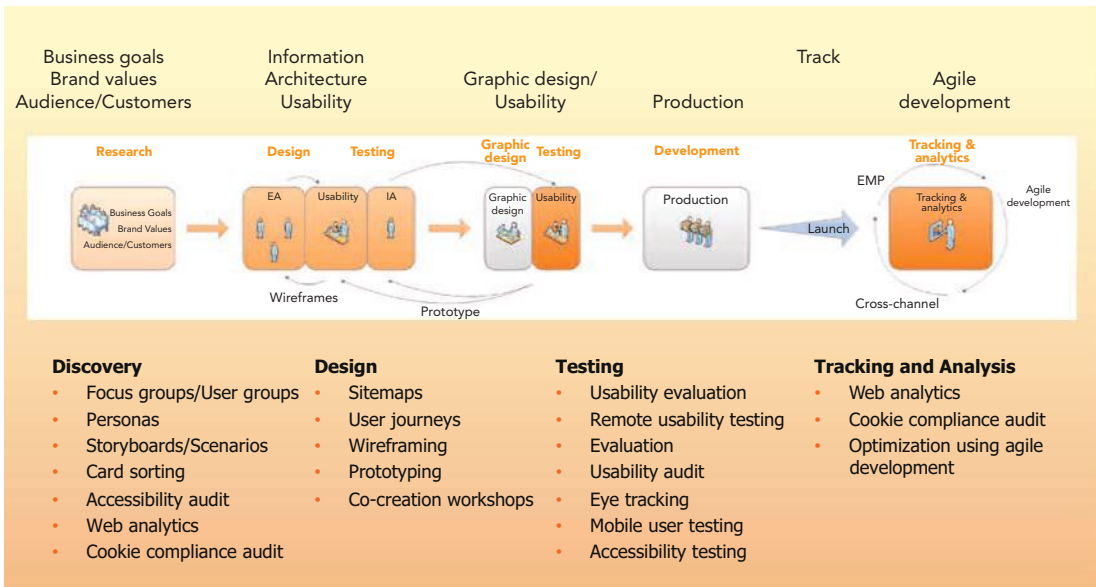 Business goals
Brand values
Audience/Customers
Information
Architecture
Usability
Graphic design/
Usability
Production
Track
Agile
development
Research
Design
Testing
Graphic
design
Testing
Development
Tracking &
analytics
Business Goals
Brand Values
Audience/Customers
EA
Usability
IA
Wireframes
Prototype
Graphic
design
Usability
Production
Launch
EMP
Tracking &
analytics
Agile
development
Cross-channel
Discovery
• Focus groups/User groups
• Personas
• Storyboards/Scenarios
• Card sorting
• Accessibility audit
• Web analytics
• Cookie compliance audit
Design
• Sitemaps
• User journeys
• Wireframing
• Prototyping
• Co-creation workshops
Testing
• Usability evaluation
• Remote usability testing
• Evaluation
• Usability audit
• Eye tracking
• Mobile user testing
• Accessibility testing
Tracking and Analysis
• Web analytics
• Cookie compliance audit
• Optimization using agile
development